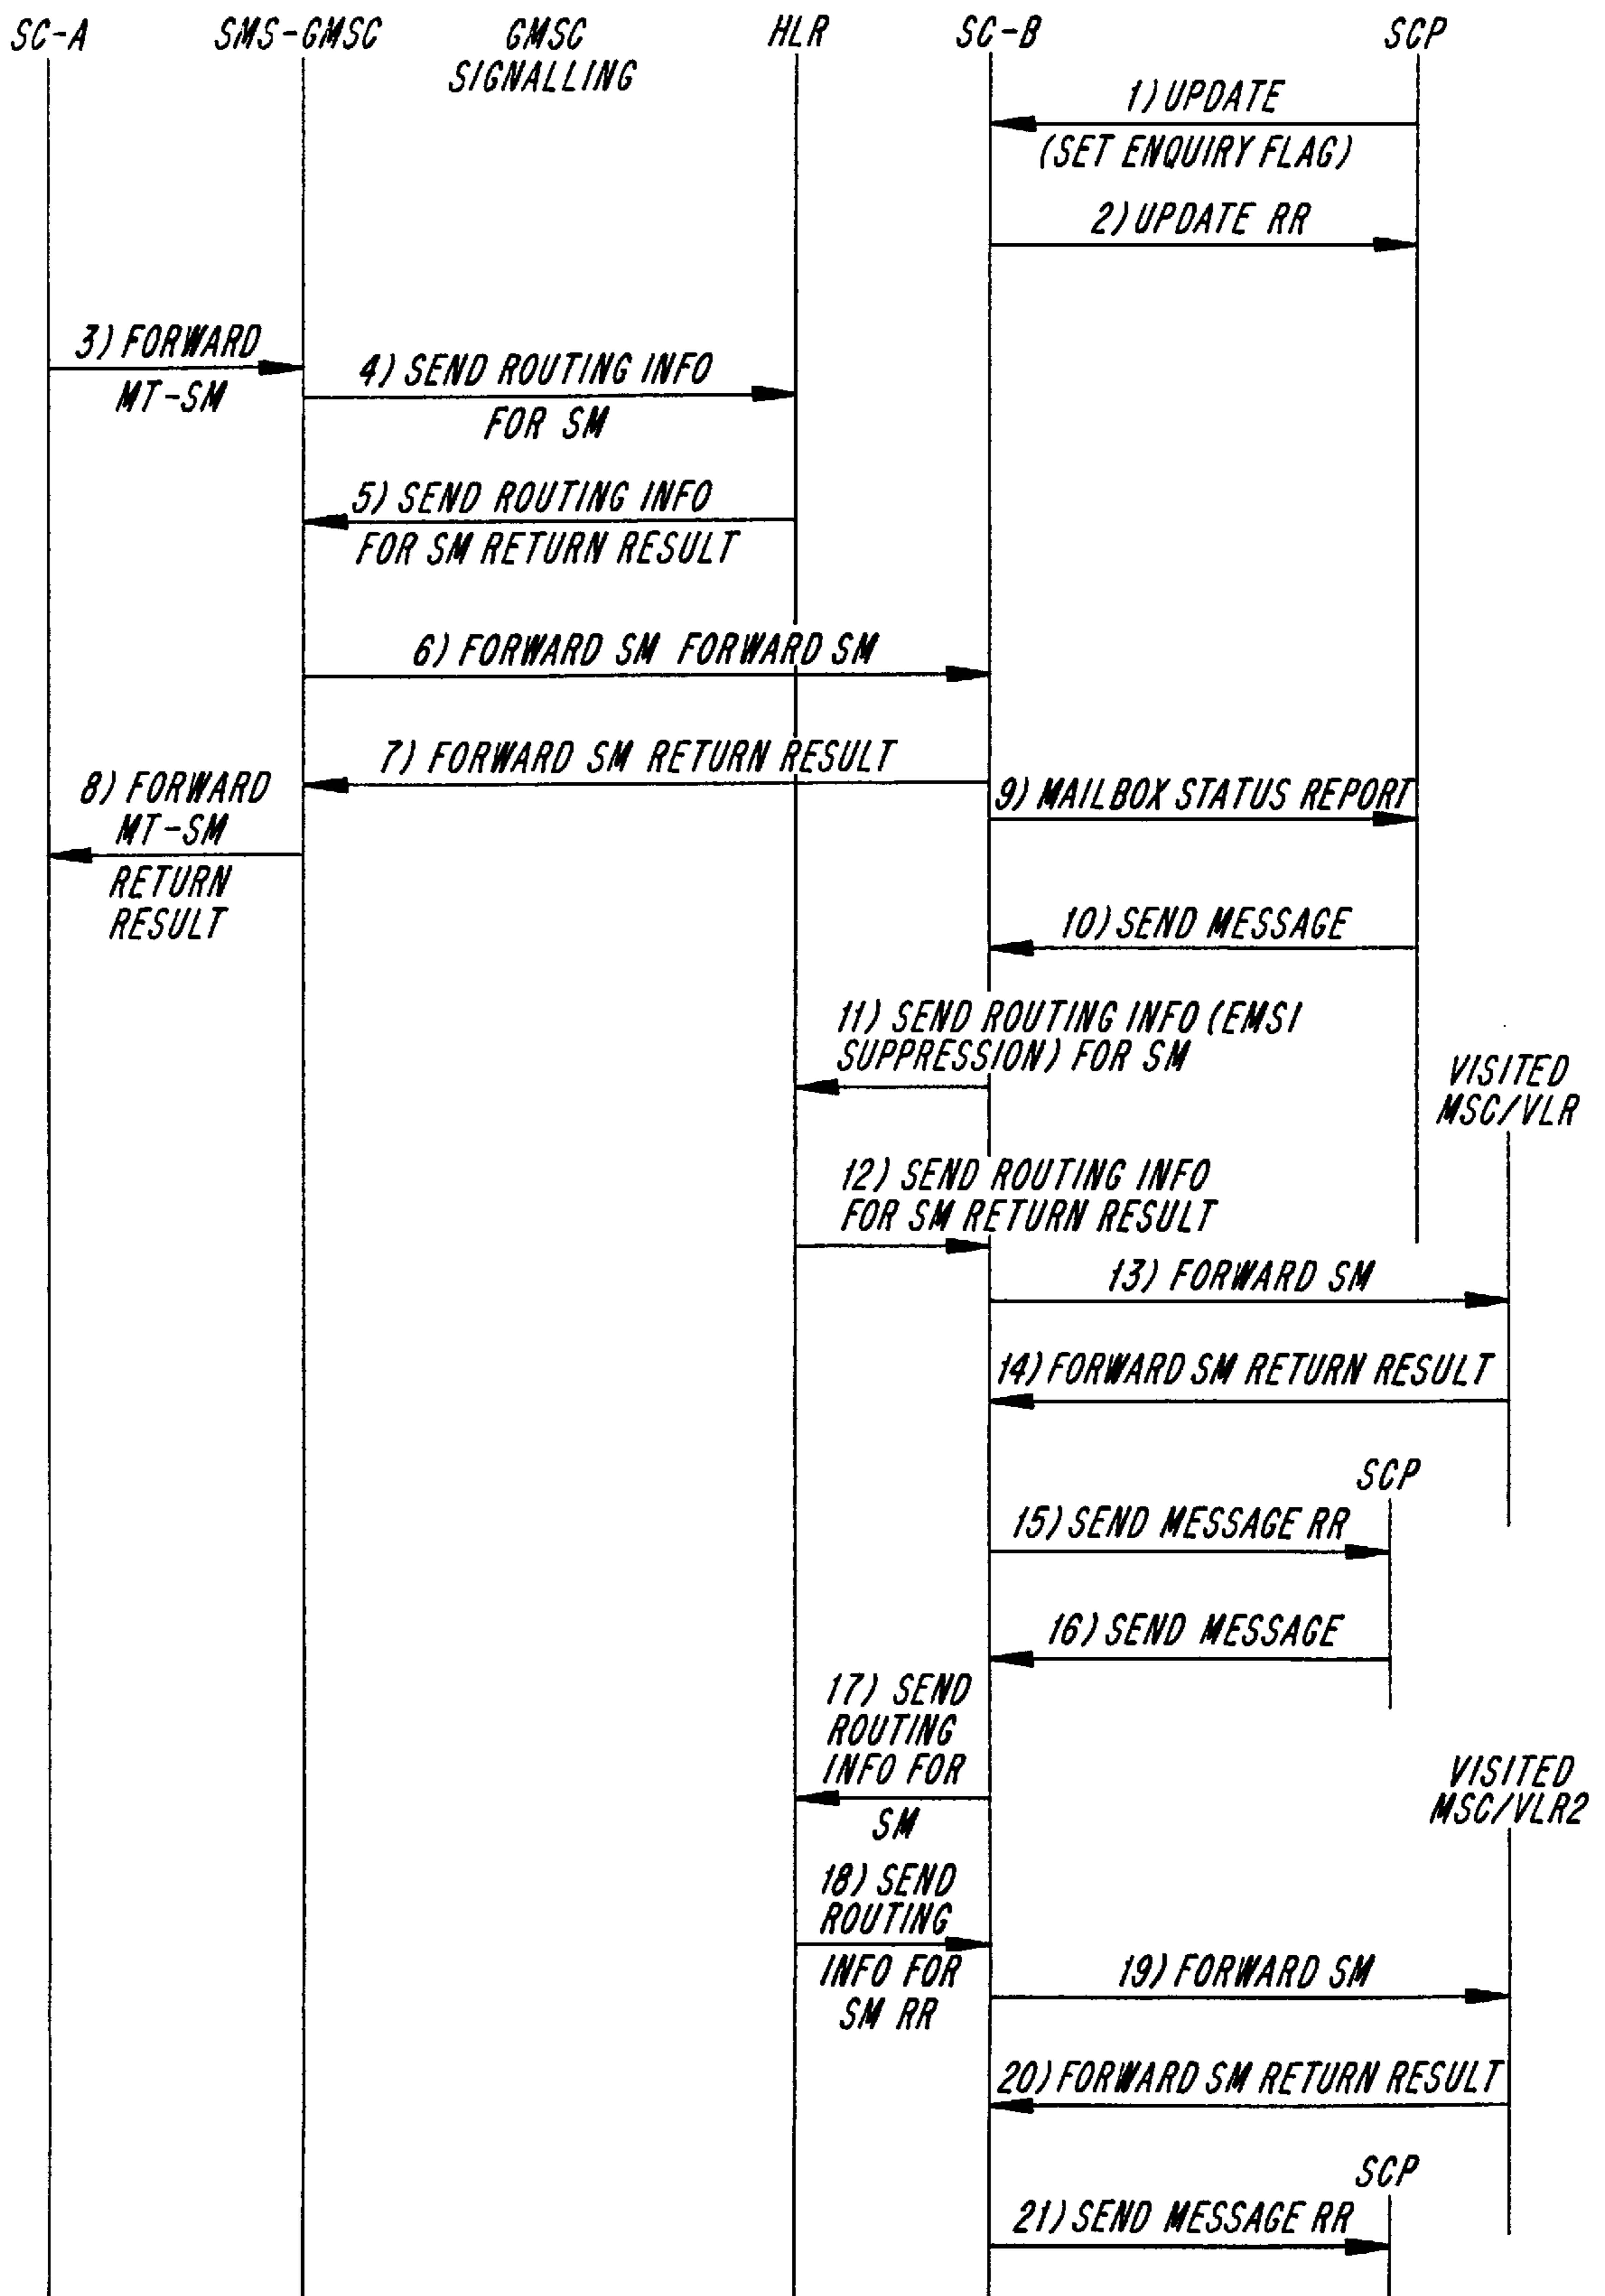 SC-A
SMS-GMSC
GMSC
SIGNALLING
HLR
SC-B
SCP
1) UPDATE
(SET ENQUIRY FLAG)
2) UPDATE RR
3) FORWARD
MT-SM
4) SEND ROUTING INFO
FOR SM
5) SEND ROUTING INFO
FOR SM RETURN RESULT
6) FORWARD SM FORWARD SM
7) FORWARD SM RETURN RESULT
8) FORWARD
MT-SM
RETURN
RESULT
9) MAILBOX STATUS REPORT
10) SEND MESSAGE
11) SEND ROUTING INFO (EMSI
SUPPRESSION) FOR SM
VISITED
MSC/VLR
12) SEND ROUTING INFO
FOR SM RETURN RESULT
13) FORWARD SM
14) FORWARD SM RETURN RESULT
SCP
15) SEND MESSAGE RR
16) SEND MESSAGE
17) SEND
ROUTING
INFO FOR
SM
VISITED
MSC/VLR2
18) SEND
ROUTING
INFO FOR
SM RR
19) FORWARD SM
20) FORWARD SM RETURN RESULT
SCP
21) SEND MESSAGE RR